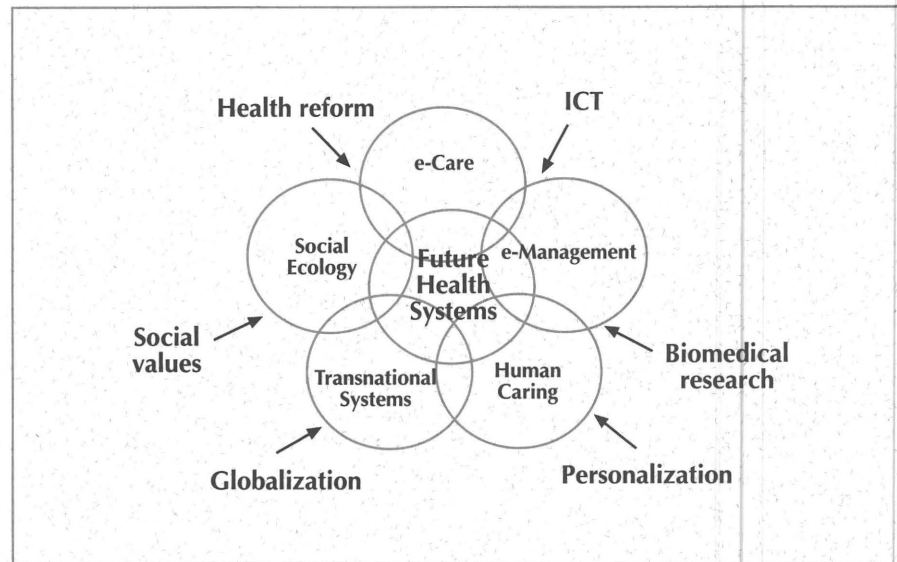 Health reform
ICT
e-Care
Social
Ecology
Future
Health
Systems
e-Management
Social
values
Transnational
Systems
Human
Caring
Biomedical
research
Globalization
Personalization